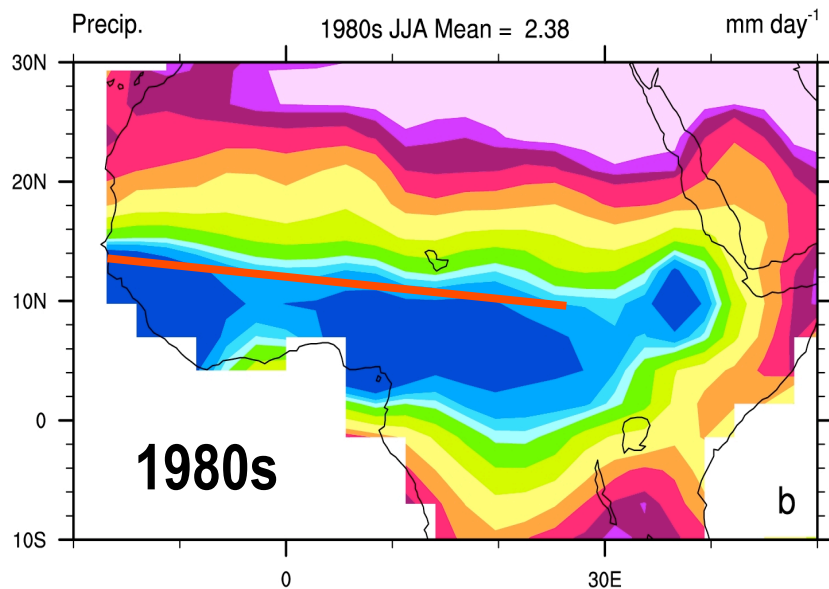 Precip. 1980s JJA Mean = 2.38 mm day-1
30N
20N
10N
0
10S
1980s
b
0 30E